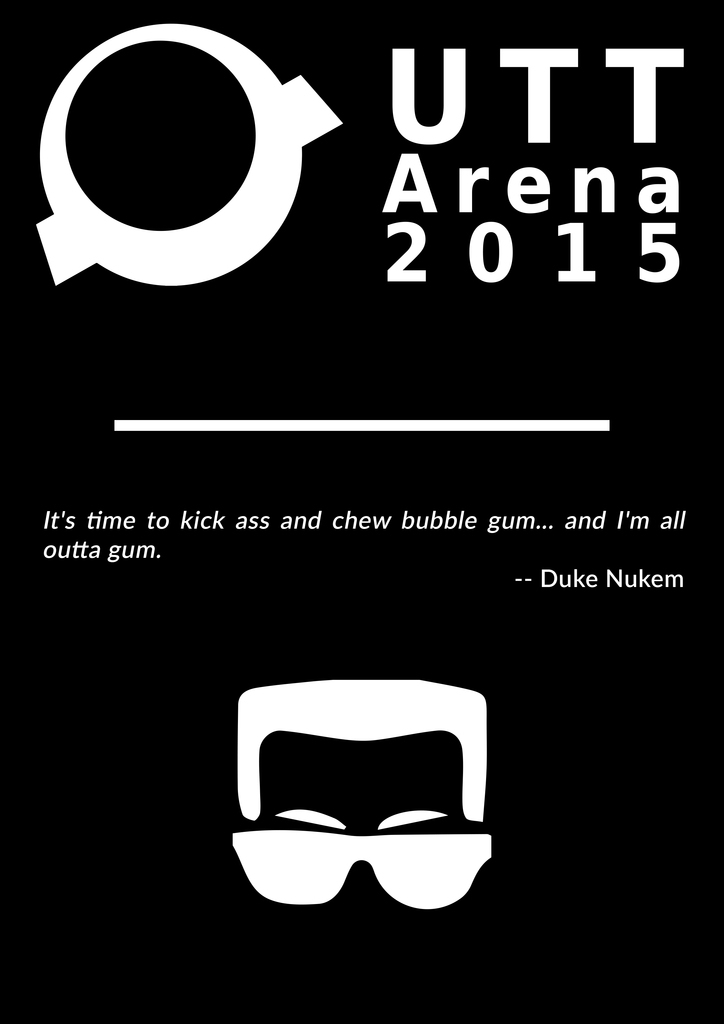 UTT
Arena
2015
It's time to kick ass and chew bubble gum... and I'm all
outta gum.
-- Duke Nukem